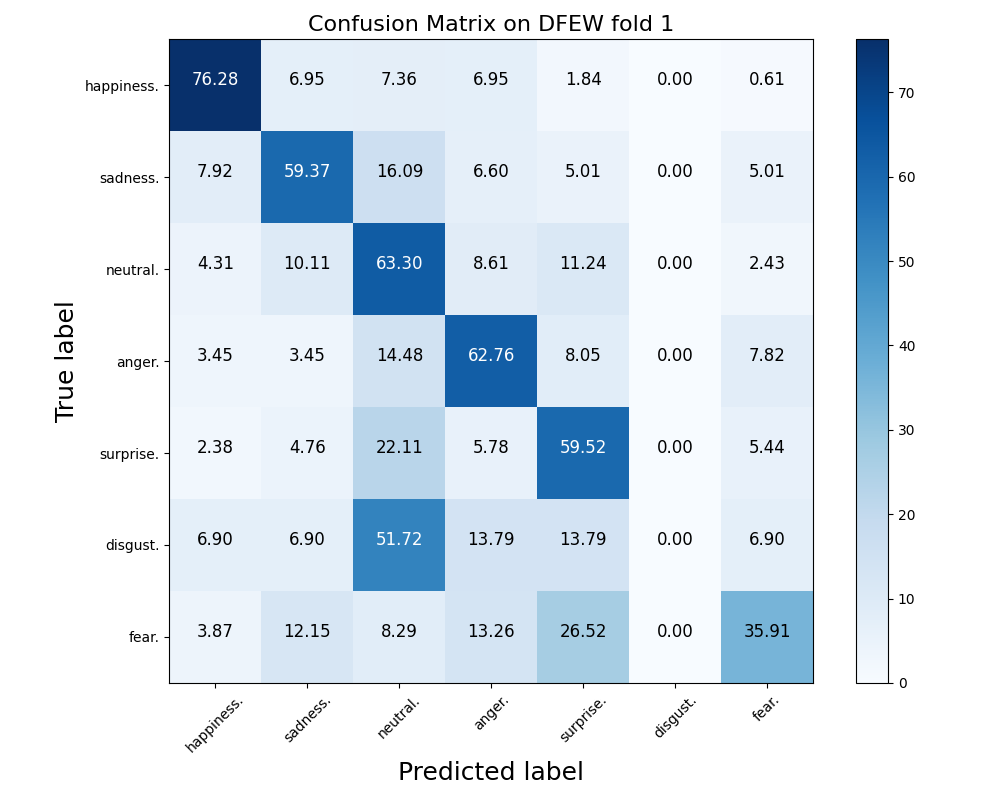 Confusion Matrix on DFEW fold 1
True label
happiness. 76.28 6.95 7.36 6.95 1.84 0.00 0.61
sadness. 7.92 59.37 16.09 6.60 5.01 0.00 5.01
neutral. 4.31 10.11 63.30 8.61 11.24 0.00 2.43
anger. 3.45 3.45 14.48 62.76 8.05 0.00 7.82
surprise. 2.38 4.76 22.11 5.78 59.52 0.00 5.44
disgust. 6.90 6.90 51.72 13.79 13.79 0.00 6.90
fear. 3.87 12.15 8.29 13.26 26.52 0.00 35.91
happiness. sadness. neutral. anger. surprise. disgust. fear.
Predicted label
70
60
50
40
30
20
10
0